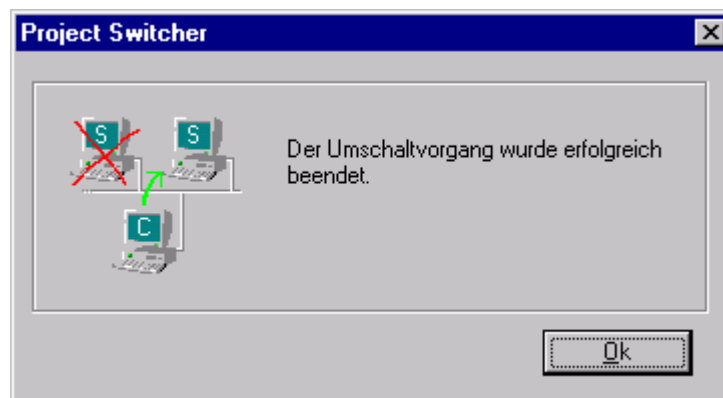 Project Switcher
S S
Der Umschaltvorgang wurde erfolgreich
beendet.
C
Ok